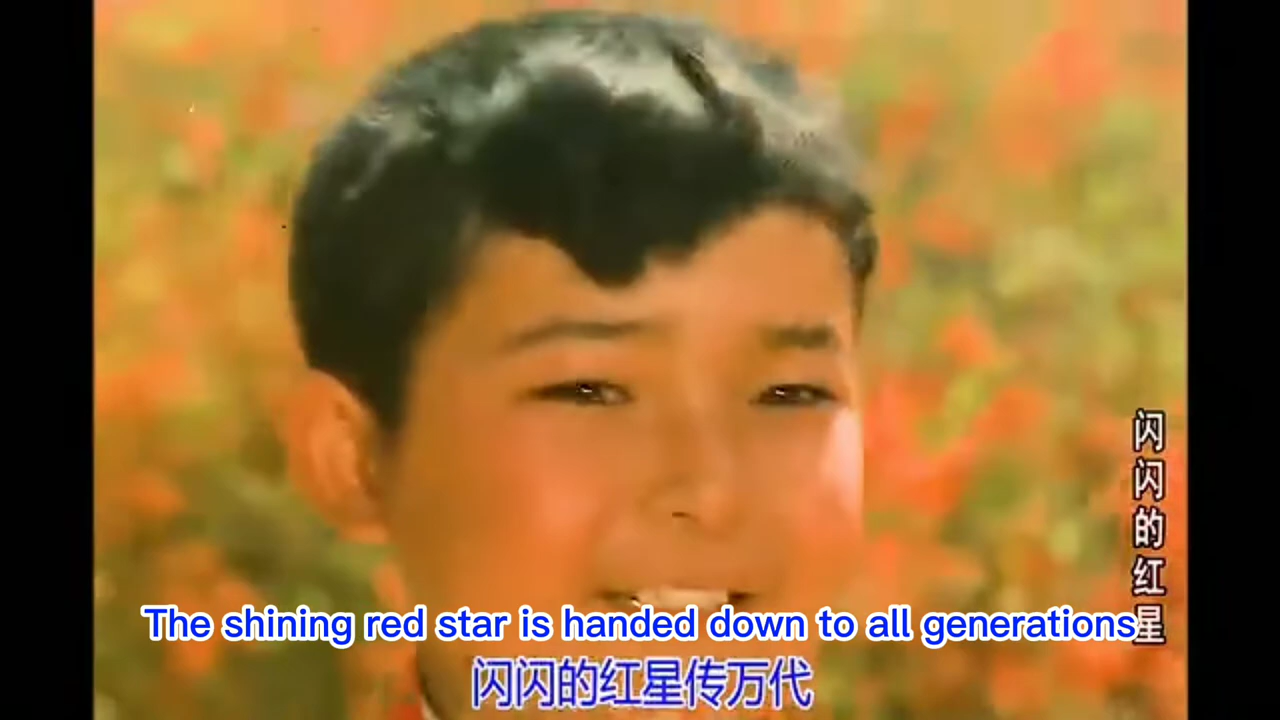 闪闪的红星
The shining red star is handed down to all generations
闪闪的红星传万代